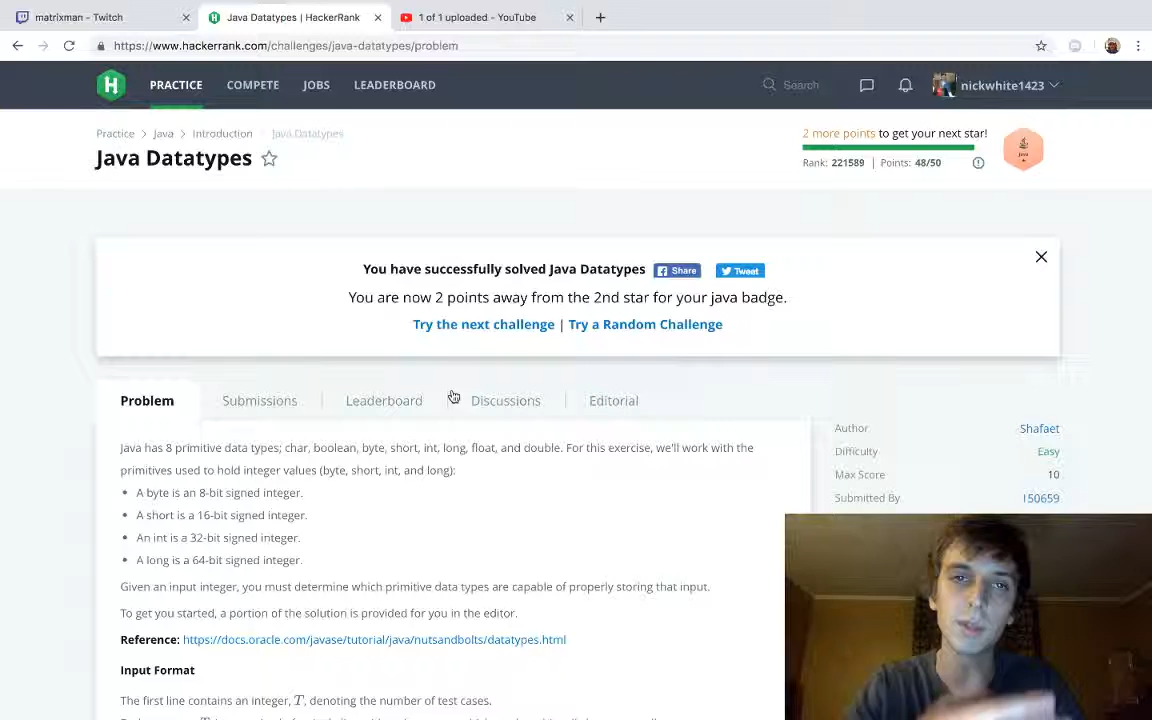 matrixman - Twitch
Java Datatypes | HackerRank
1 of 1 uploaded - YouTube
https://www.hackerrank.com/challenges/java-datatypes/problem
H PRACTICE COMPETE JOBS LEADERBOARD Search nickwhite1423
Practice > Java > Introduction > Java Datatypes
Java Datatypes
2 more points to get your next star!
Rank: 221589 | Points: 48/50
Java
You have successfully solved Java Datatypes Share Tweet
You are now 2 points away from the 2nd star for your java badge.
Try the next challenge | Try a Random Challenge
Problem Submissions Leaderboard Discussions Editorial
Java has 8 primitive data types; char, boolean, byte, short, int, long, float, and double. For this exercise, we'll work with the
primitives used to hold integer values (byte, short, int, and long):
• A byte is an 8-bit signed integer.
• A short is a 16-bit signed integer.
• An int is a 32-bit signed integer.
• A long is a 64-bit signed integer.
Given an input integer, you must determine which primitive data types are capable of properly storing that input.
To get you started, a portion of the solution is provided for you in the editor.
Reference: https://docs.oracle.com/javase/tutorial/java/nutsandbolts/datatypes.html
Input Format
The first line contains an integer, T, denoting the number of test cases.
Author Shafaet
Difficulty Easy
Max Score 10
Submitted By 150659